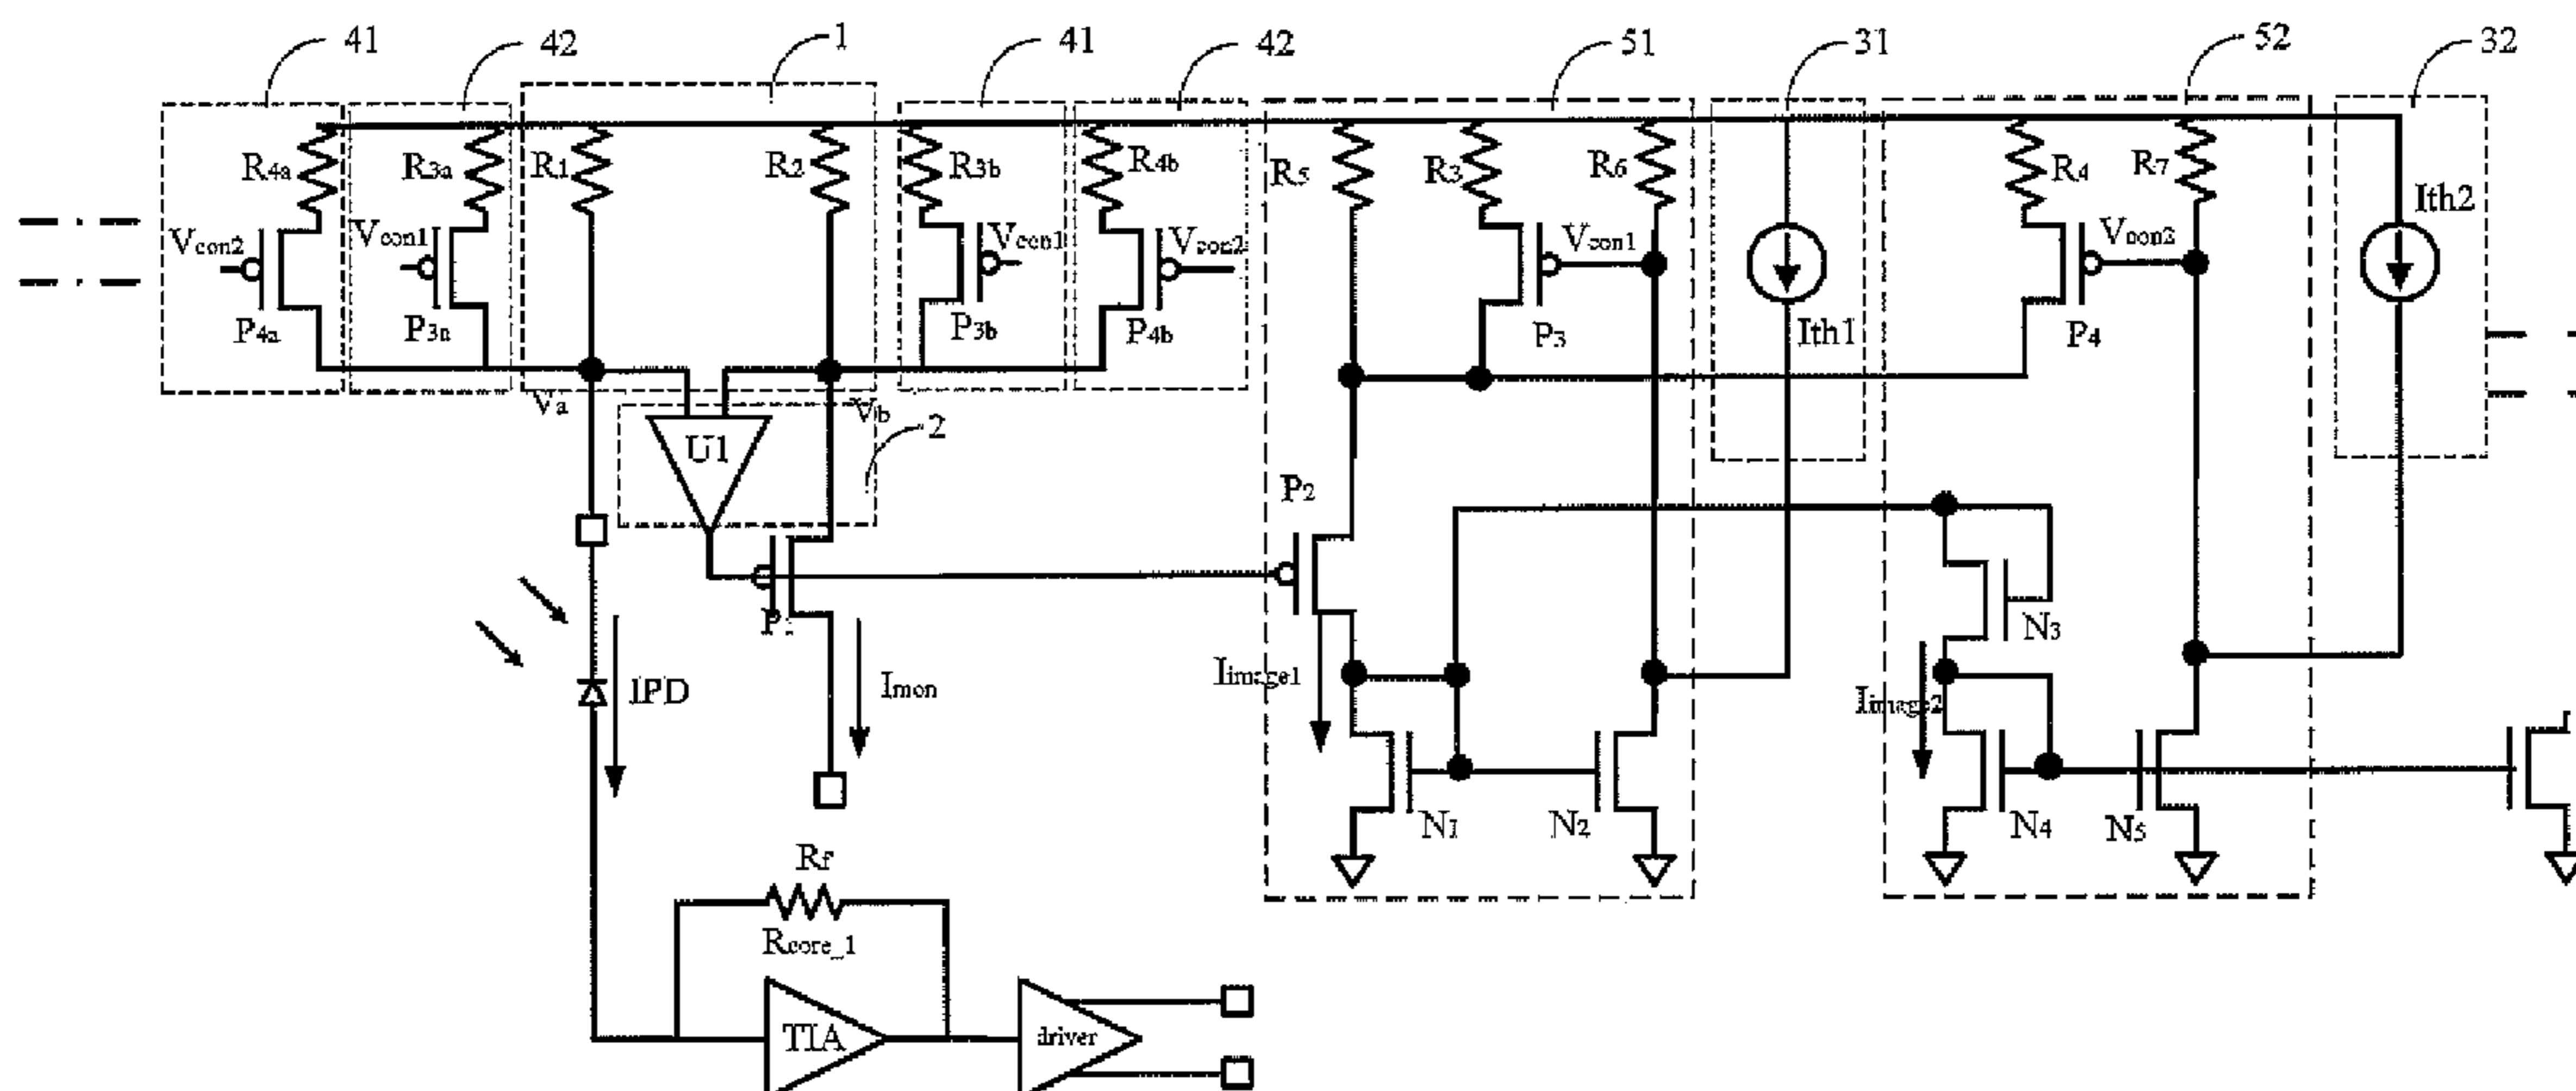 41
42
1
41
42
51
31
52
32
R4a
R3a
R1
R2
R3b
R4b
R5
R3
R6
R4
R7
Ith2
Vcon2
Vcon1
Vcon1
Vcon2
Vcon1
Vcon2
P4a
P3a
P3b
P4b
P3
Ith1
P4
Va
Vb
2
U1
P2
P1
N3
IPD
Imon
Iimage1
Iimage2
N1
N2
N4
N5
Rf
Rcore_1
TIA
driver